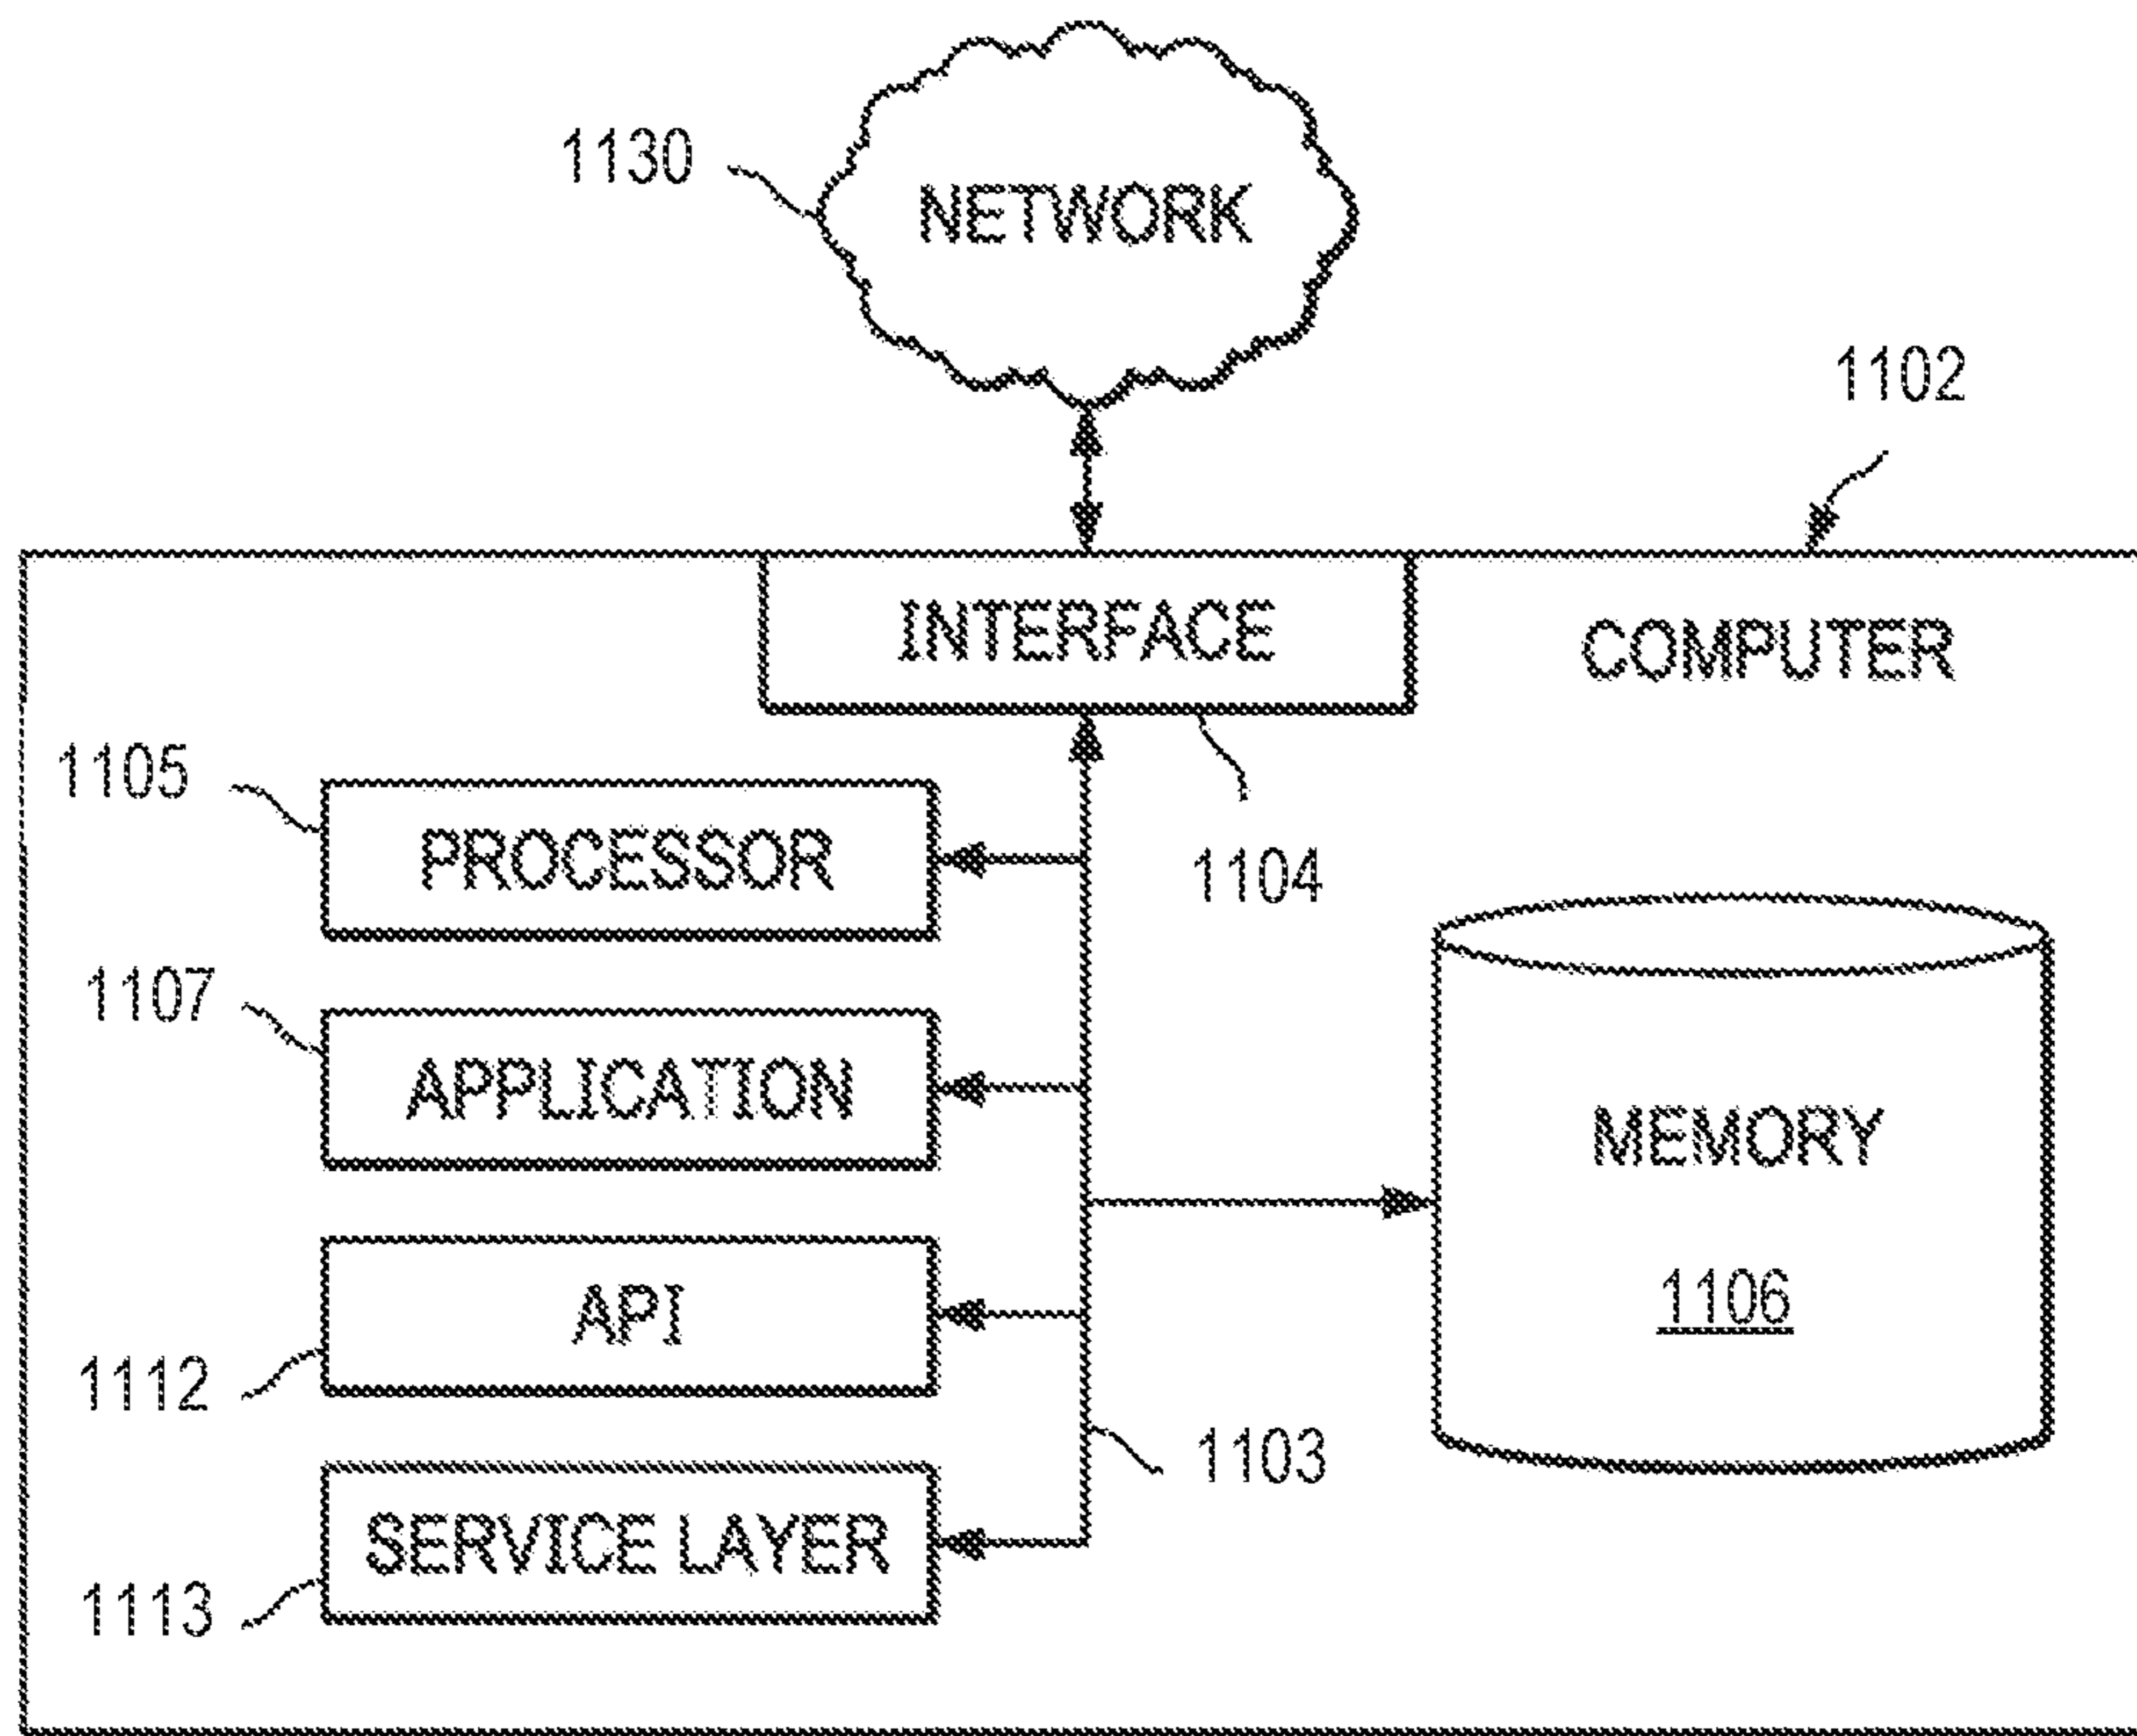 1130
NETWORK
1102
INTERFACE
COMPUTER
1105
PROCESSOR
1104
1107
APPLICATION
MEMORY
1106
API
1112
1103
SERVICE LAYER
1113